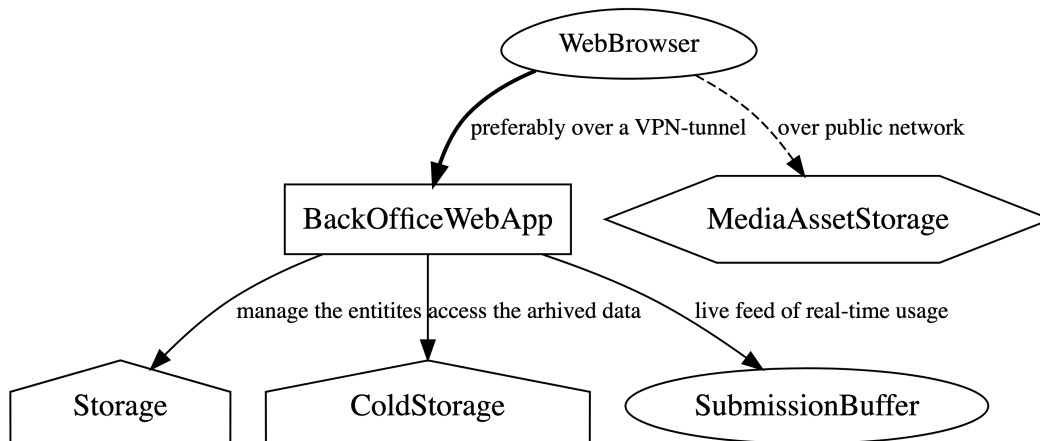 WebBrowser
preferably over a VPN-tunnel
over public network
BackOfficeWebApp
MediaAssetStorage
manage the entitites
access the arhived data
live feed of real-time usage
Storage
ColdStorage
SubmissionBuffer